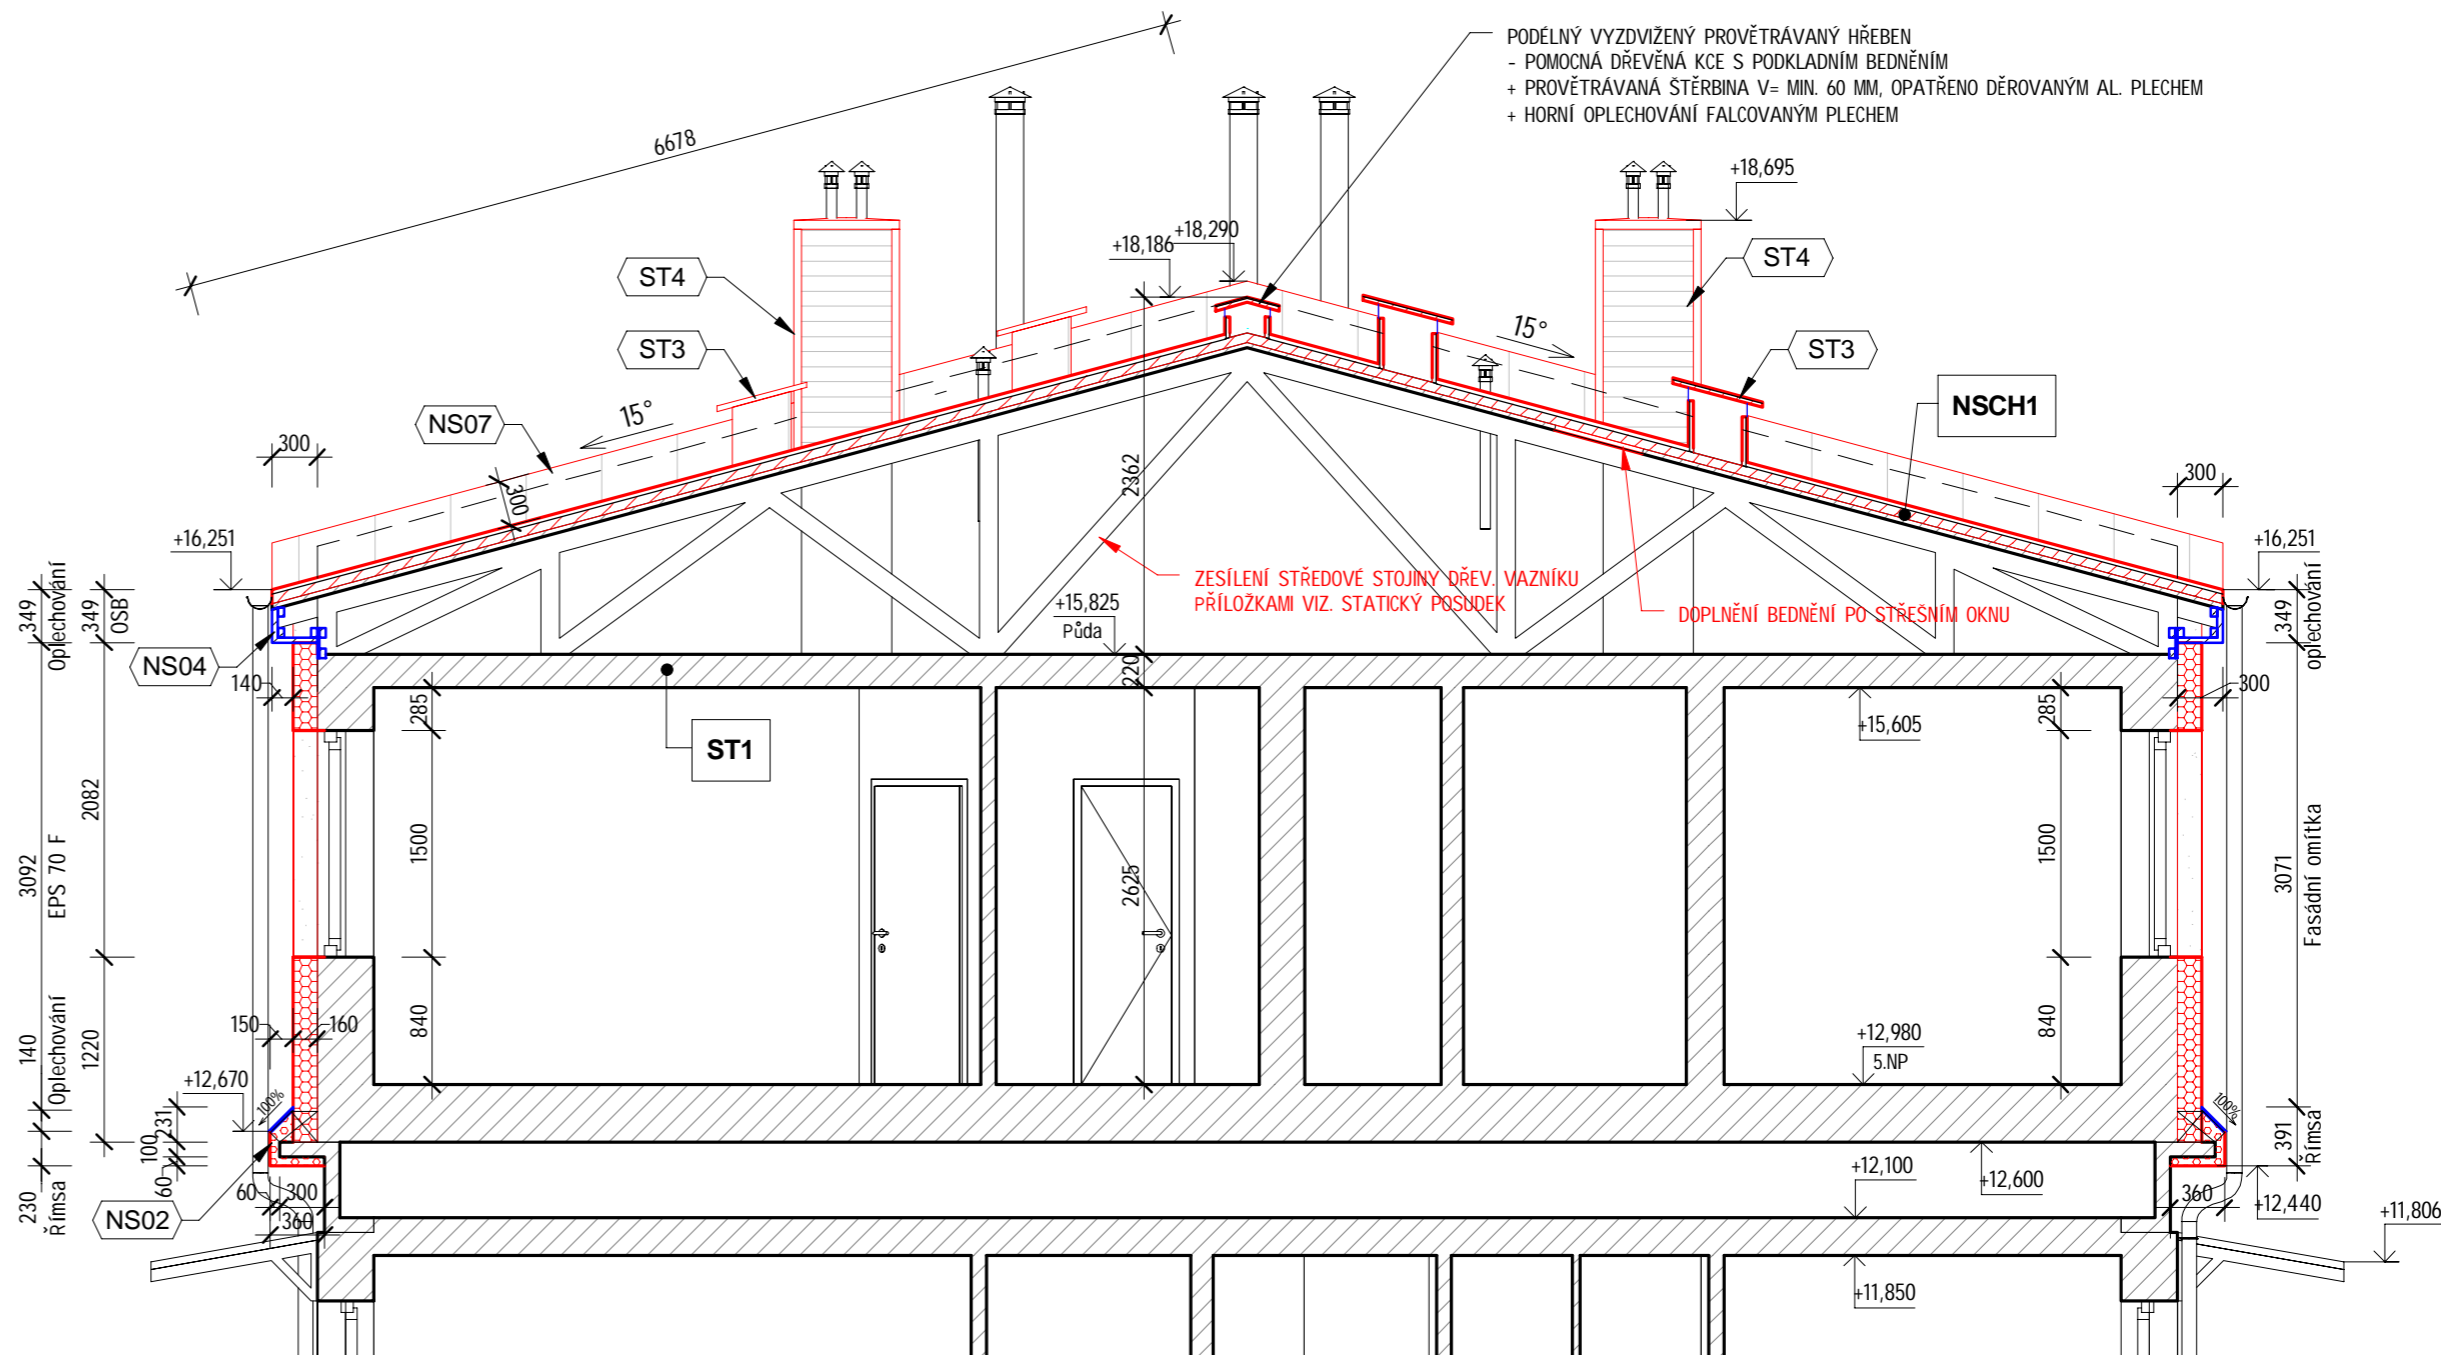 PODÉLNÝ VYZDVIŽENÝ PROVĚTRÁVANÝ HŘEBEN
- POMOCNÁ DŘEVĚNÁ KCE S PODKLADNÍM BEDNĚNÍM
+ PROVĚTRÁVANÁ ŠTĚRBINA V= MIN. 60 MM, OPATŘENO DĚROVANÝM AL. PLECHEM
+ HORNÍ OPLECHOVÁNÍ FALCOVANÝM PLECHEM
6678
+18,695
+18,290
+18,186
ST4
ST4
ST3
15°
ST3
NSCH1
15°
NS07
300
300
2362
300
+16,251
+16,251
ZESÍLENÍ STŘEDOVÉ STOJINY DŘEV. VAZNÍKU
PŘÍLOŽKAMI VIZ. STATICKÝ POSUDEK
DOPLNĚNÍ BEDNĚNÍ PO STŘEŠNÍM OKNU
+15,825
Půda
349
Oplechování
349
OSB
349
oplechování
NS04
140
220
300
285
285
+15,605
ST1
2082
1500
1500
3092
EPS 70 F
2625
3071
Fasádní omítka
150
160
840
840
+12,980
5.NP
140
Oplechování
1220
+12,670
100%
100%
231
100
60
391
Římsa
+12,100
+12,600
230
Římsa
60
300
360
360
NS02
+12,440
+11,806
+11,850